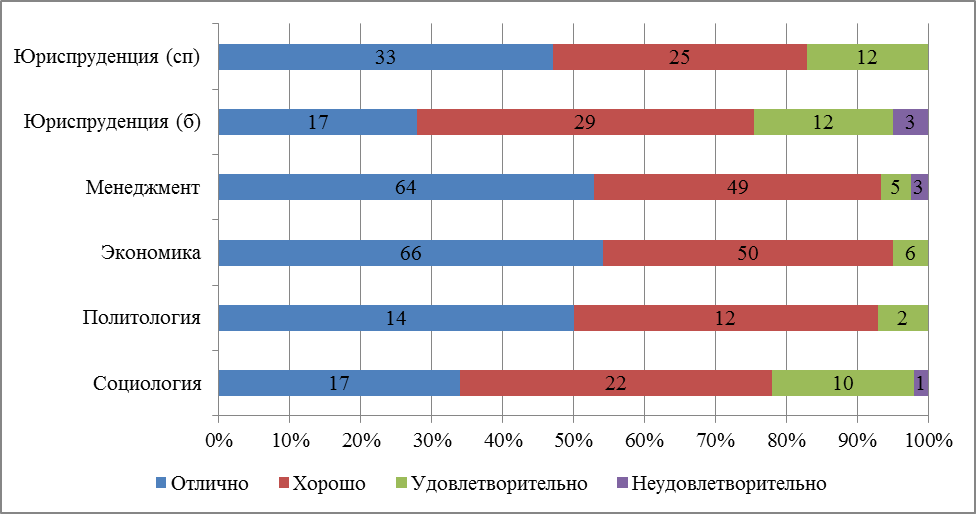 Юриспруденция (сп) 33 25 12
Юриспруденция (б) 17 29 12 3
Менеджмент 64 49 5 3
Экономика 66 50 6
Политология 14 12 2
Социология 17 22 10 1
0% 10% 20% 30% 40% 50% 60% 70% 80% 90% 100%
Отлично Хорошо Удовлетворительно Неудовлетворительно